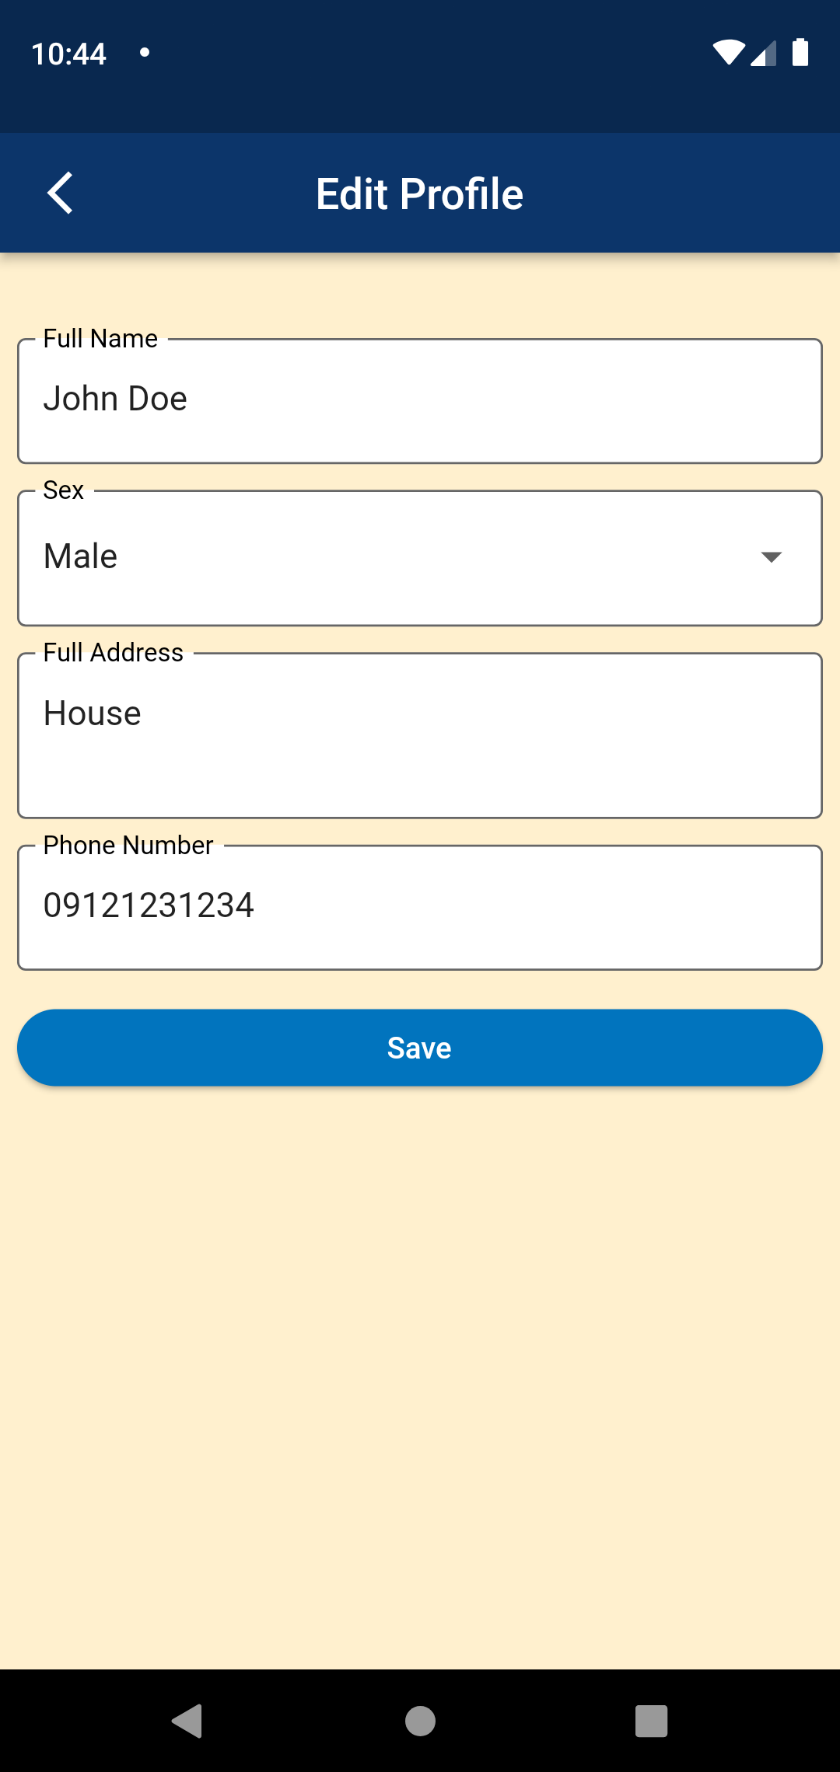 10:44
Edit Profile
Full Name
John Doe
Sex
Male
Full Address
House
Phone Number
09121231234
Save